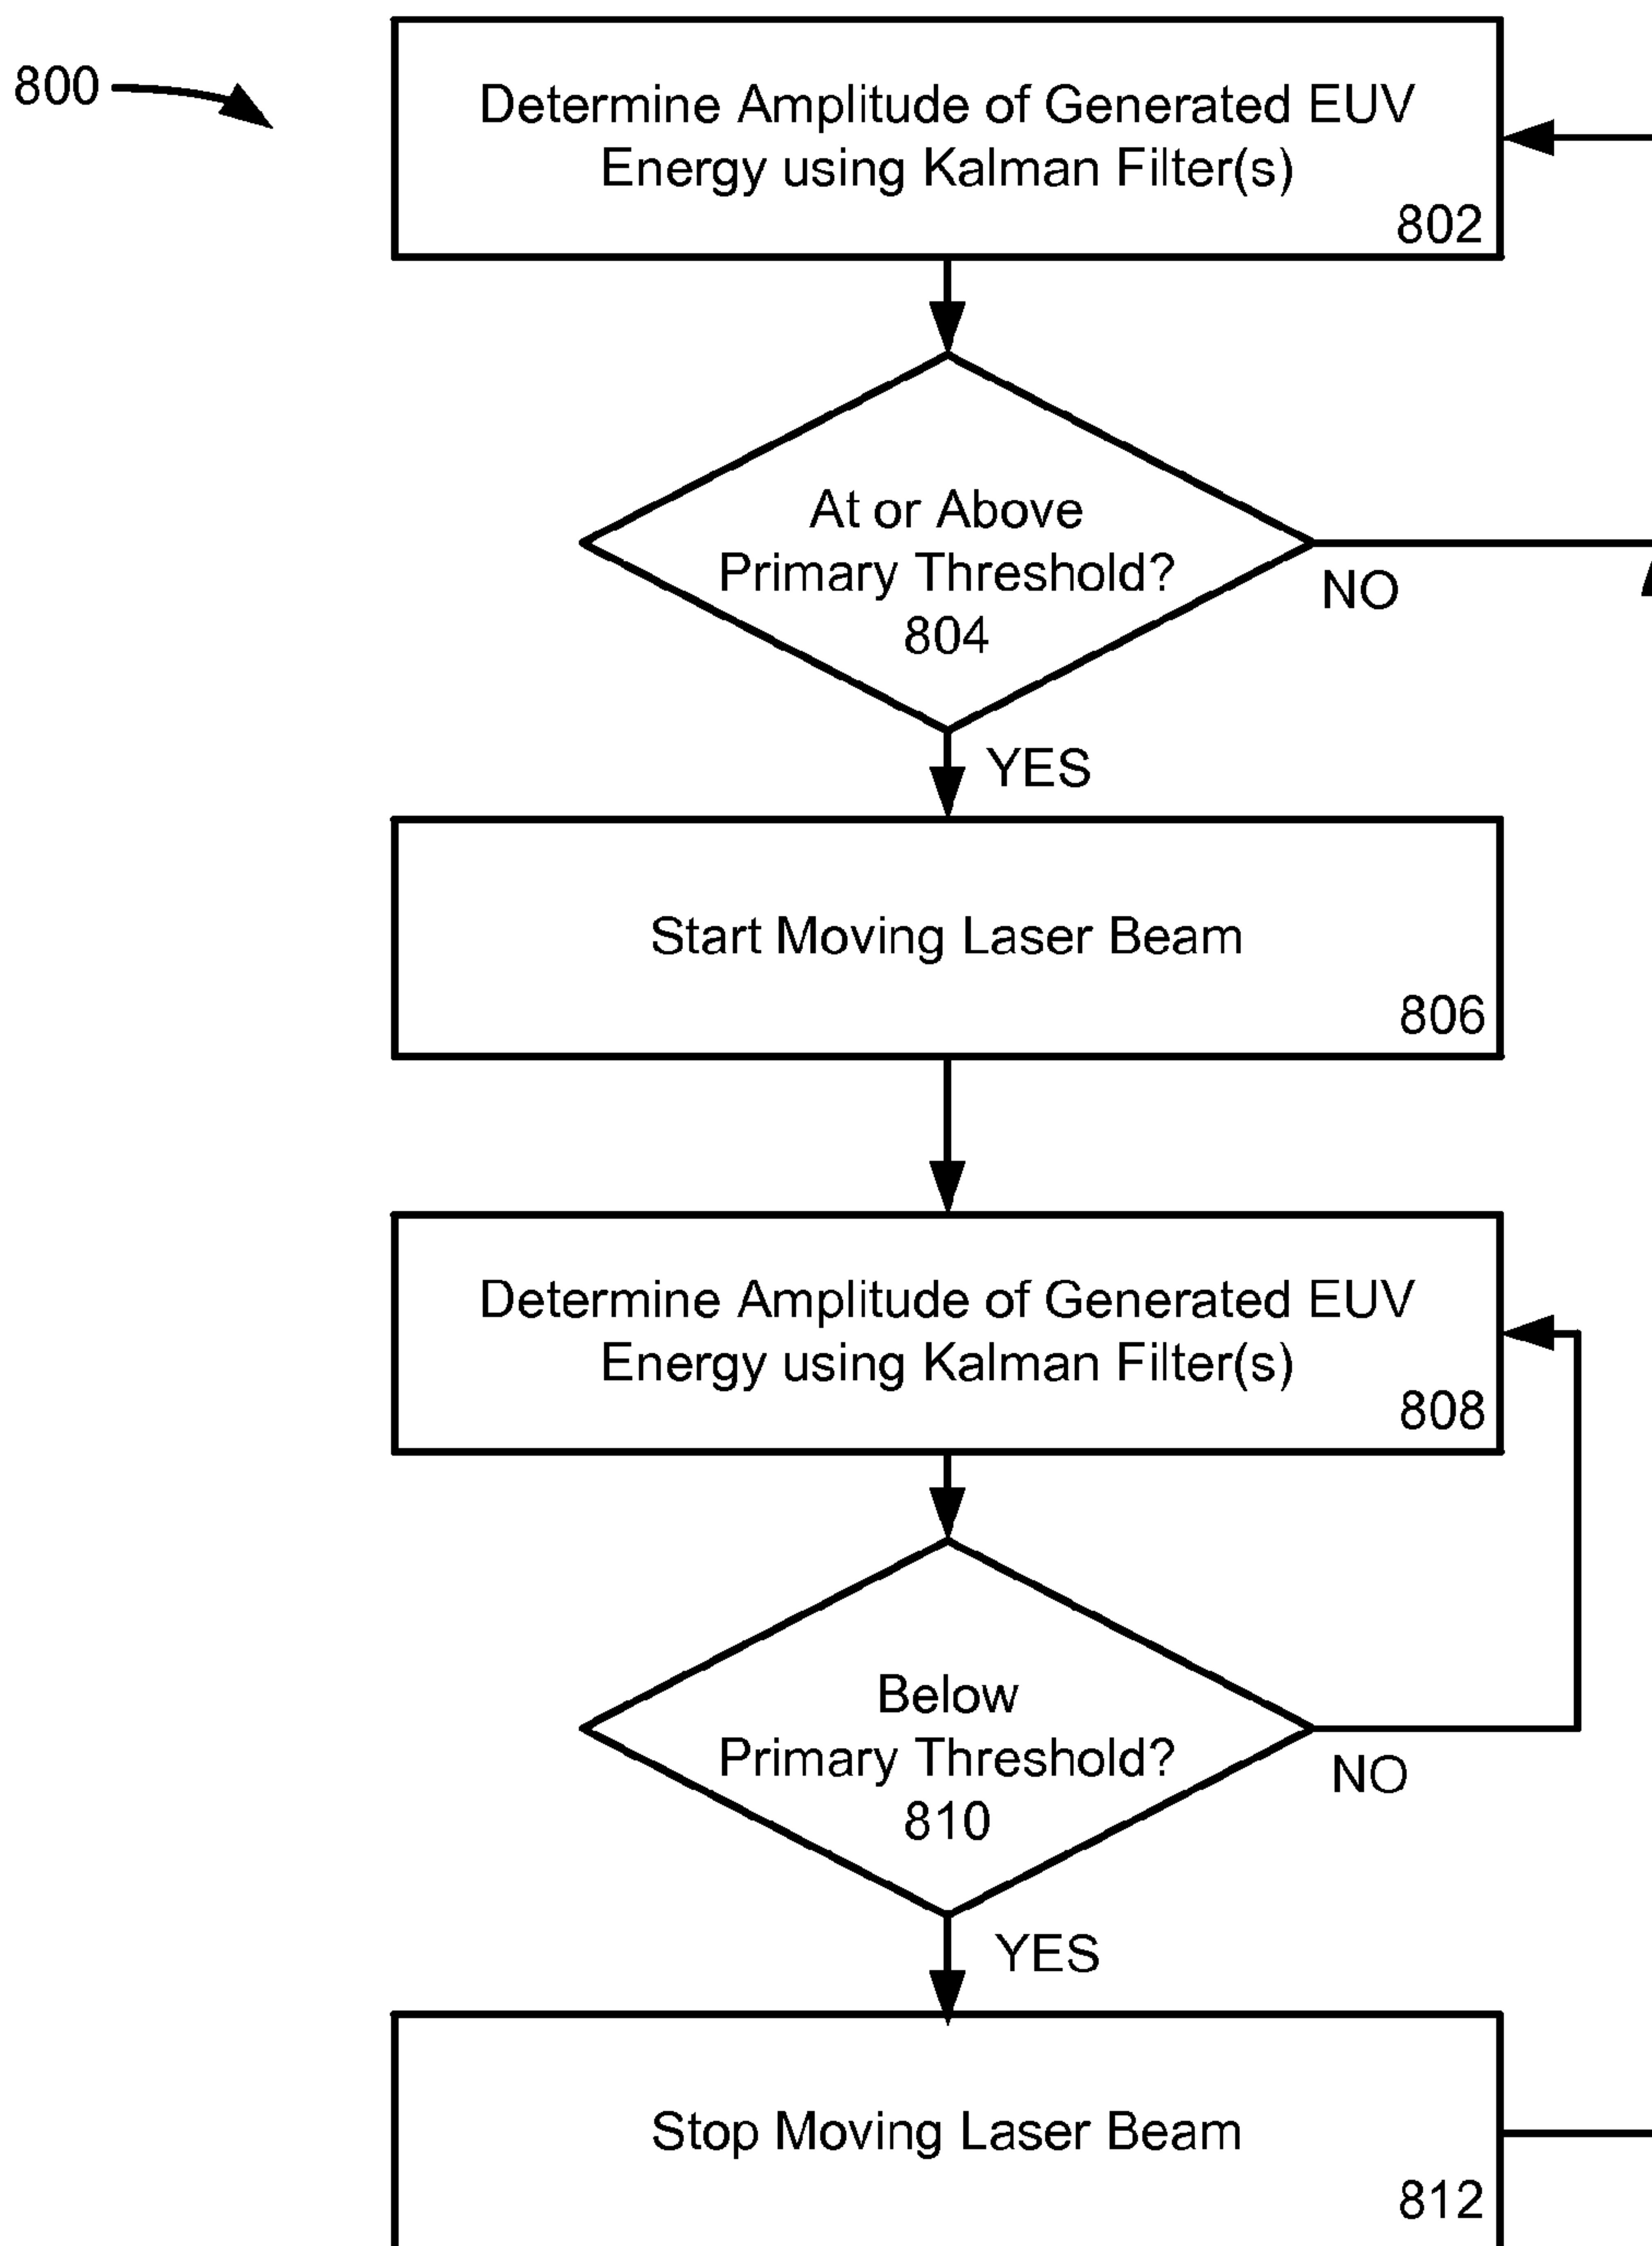 800
Determine Amplitude of Generated EUV
Energy using Kalman Filter(s)
802
At or Above
Primary Threshold?
804
NO
YES
Start Moving Laser Beam
806
Determine Amplitude of Generated EUV
Energy using Kalman Filter(s)
808
Below
Primary Threshold?
810
NO
YES
Stop Moving Laser Beam
812